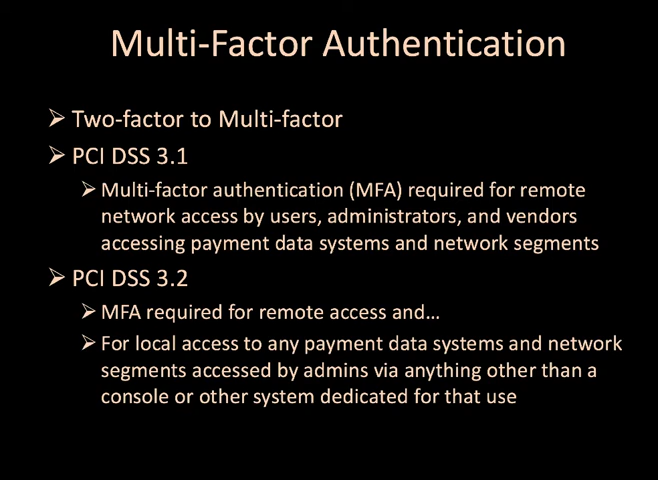 Multi-Factor Authentication
➢ Two-factor to Multi-factor
➢ PCI DSS 3.1
➢ Multi-factor authentication (MFA) required for remote
network access by users, administrators, and vendors
accessing payment data systems and network segments
➢ PCI DSS 3.2
➢ MFA required for remote access and…
➢ For local access to any payment data systems and network
segments accessed by admins via anything other than a
console or other system dedicated for that use